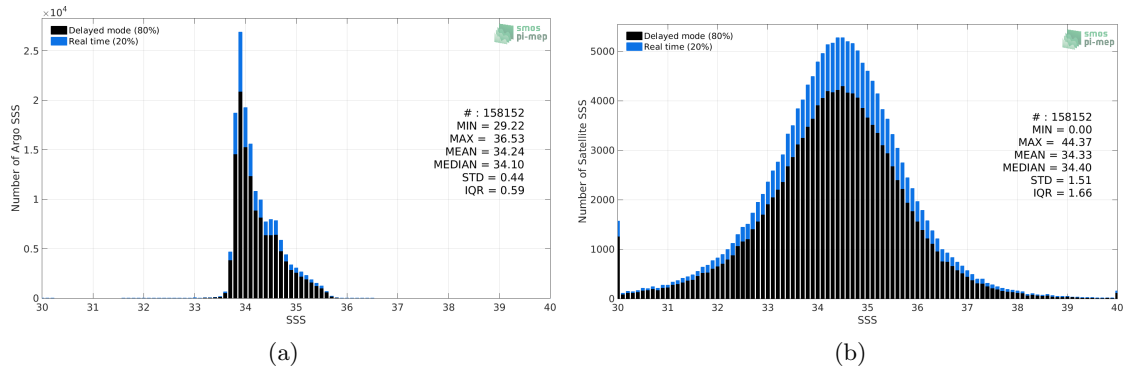 ×10⁴
Delayed mode (80%)
Real time (20%)
smos
pi-mep
# : 158152
MIN = 29.22
MAX = 36.53
MEAN = 34.24
MEDIAN = 34.10
STD = 0.44
IQR = 0.59
Number of Argo SSS
2.5
2
1.5
1
0.5
0
30 31 32 33 34 35 36 37 38 39 40
SSS
(a)
Delayed mode (80%)
Real time (20%)
smos
pi-mep
# : 158152
MIN = 0.00
MAX = 44.37
MEAN = 34.33
MEDIAN = 34.40
STD = 1.51
IQR = 1.66
Number of Satellite SSS
5000
4000
3000
2000
1000
0
30 31 32 33 34 35 36 37 38 39 40
SSS
(b)